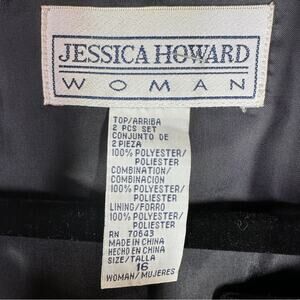 JESSICA HOWARD
WOMAN
TOP/ARRIBA
2 PCS SET
CONJUNTO DE
2 PIEZA
100% POLYESTER/
POLIESTER
COMBINATION/
COMBINACION
100% POLYESTER/
POLIESTER
LINING/FORRO
100% POLYESTER/
POLIESTER
RN 70643
MADE IN CHINA
HECHO EN CHINA
SIZE/TALLA
16
WOMAN/MUJERES